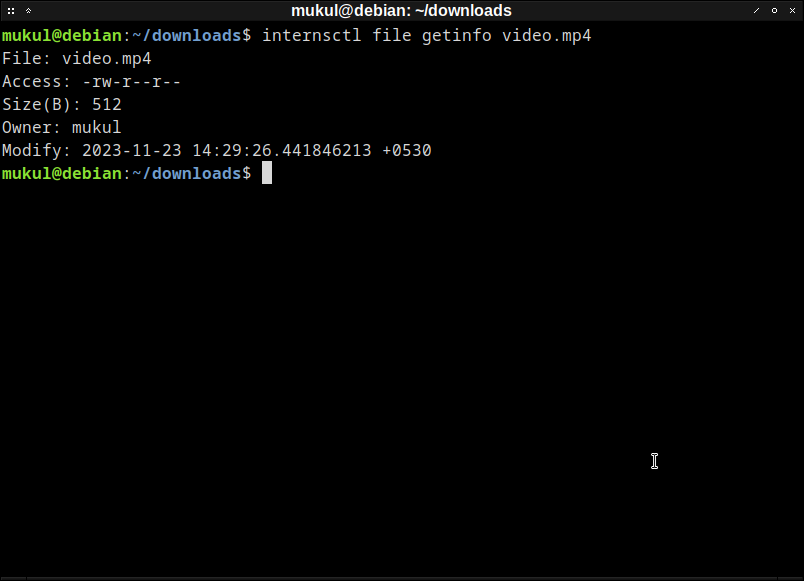 mukul@debian: ~/downloads
mukul@debian:~/downloads$ internsctl file getinfo video.mp4
File: video.mp4
Access: -rw-r--r--
Size(B): 512
Owner: mukul
Modify: 2023-11-23 14:29:26.441846213 +0530
mukul@debian:~/downloads$